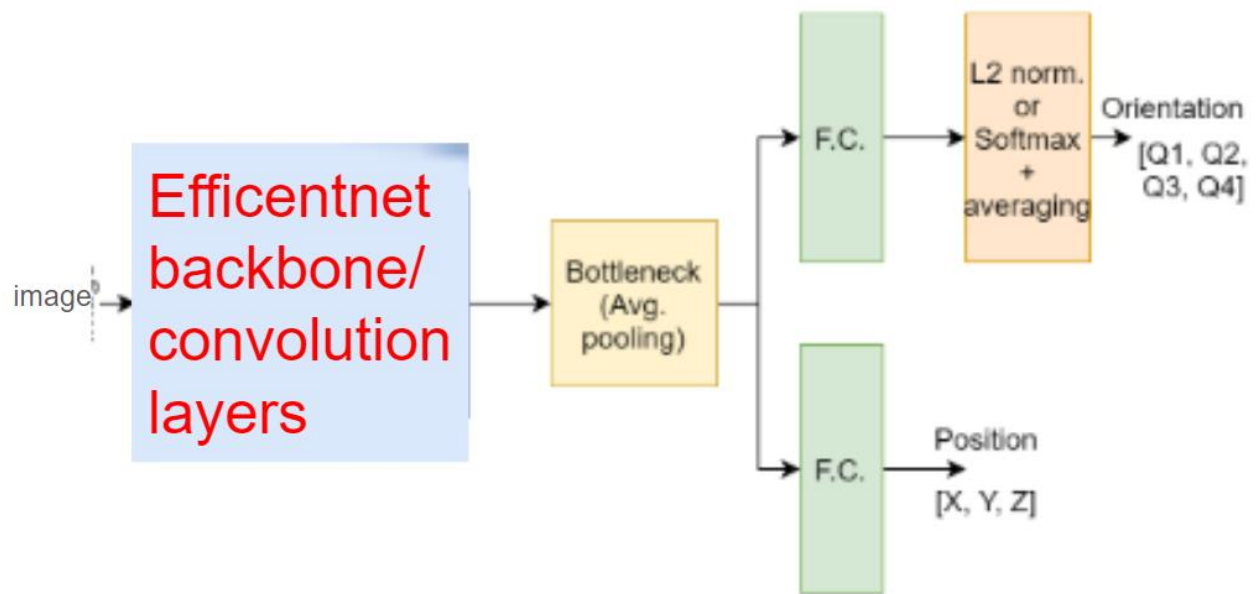 image
Efficentnet
backbone/
convolution
layers
Bottleneck
(Avg.
pooling)
F.C.
L2 norm.
or
Softmax
+
averaging
Orientation
[Q1, Q2,
Q3, Q4]
F.C.
Position
[X, Y, Z]